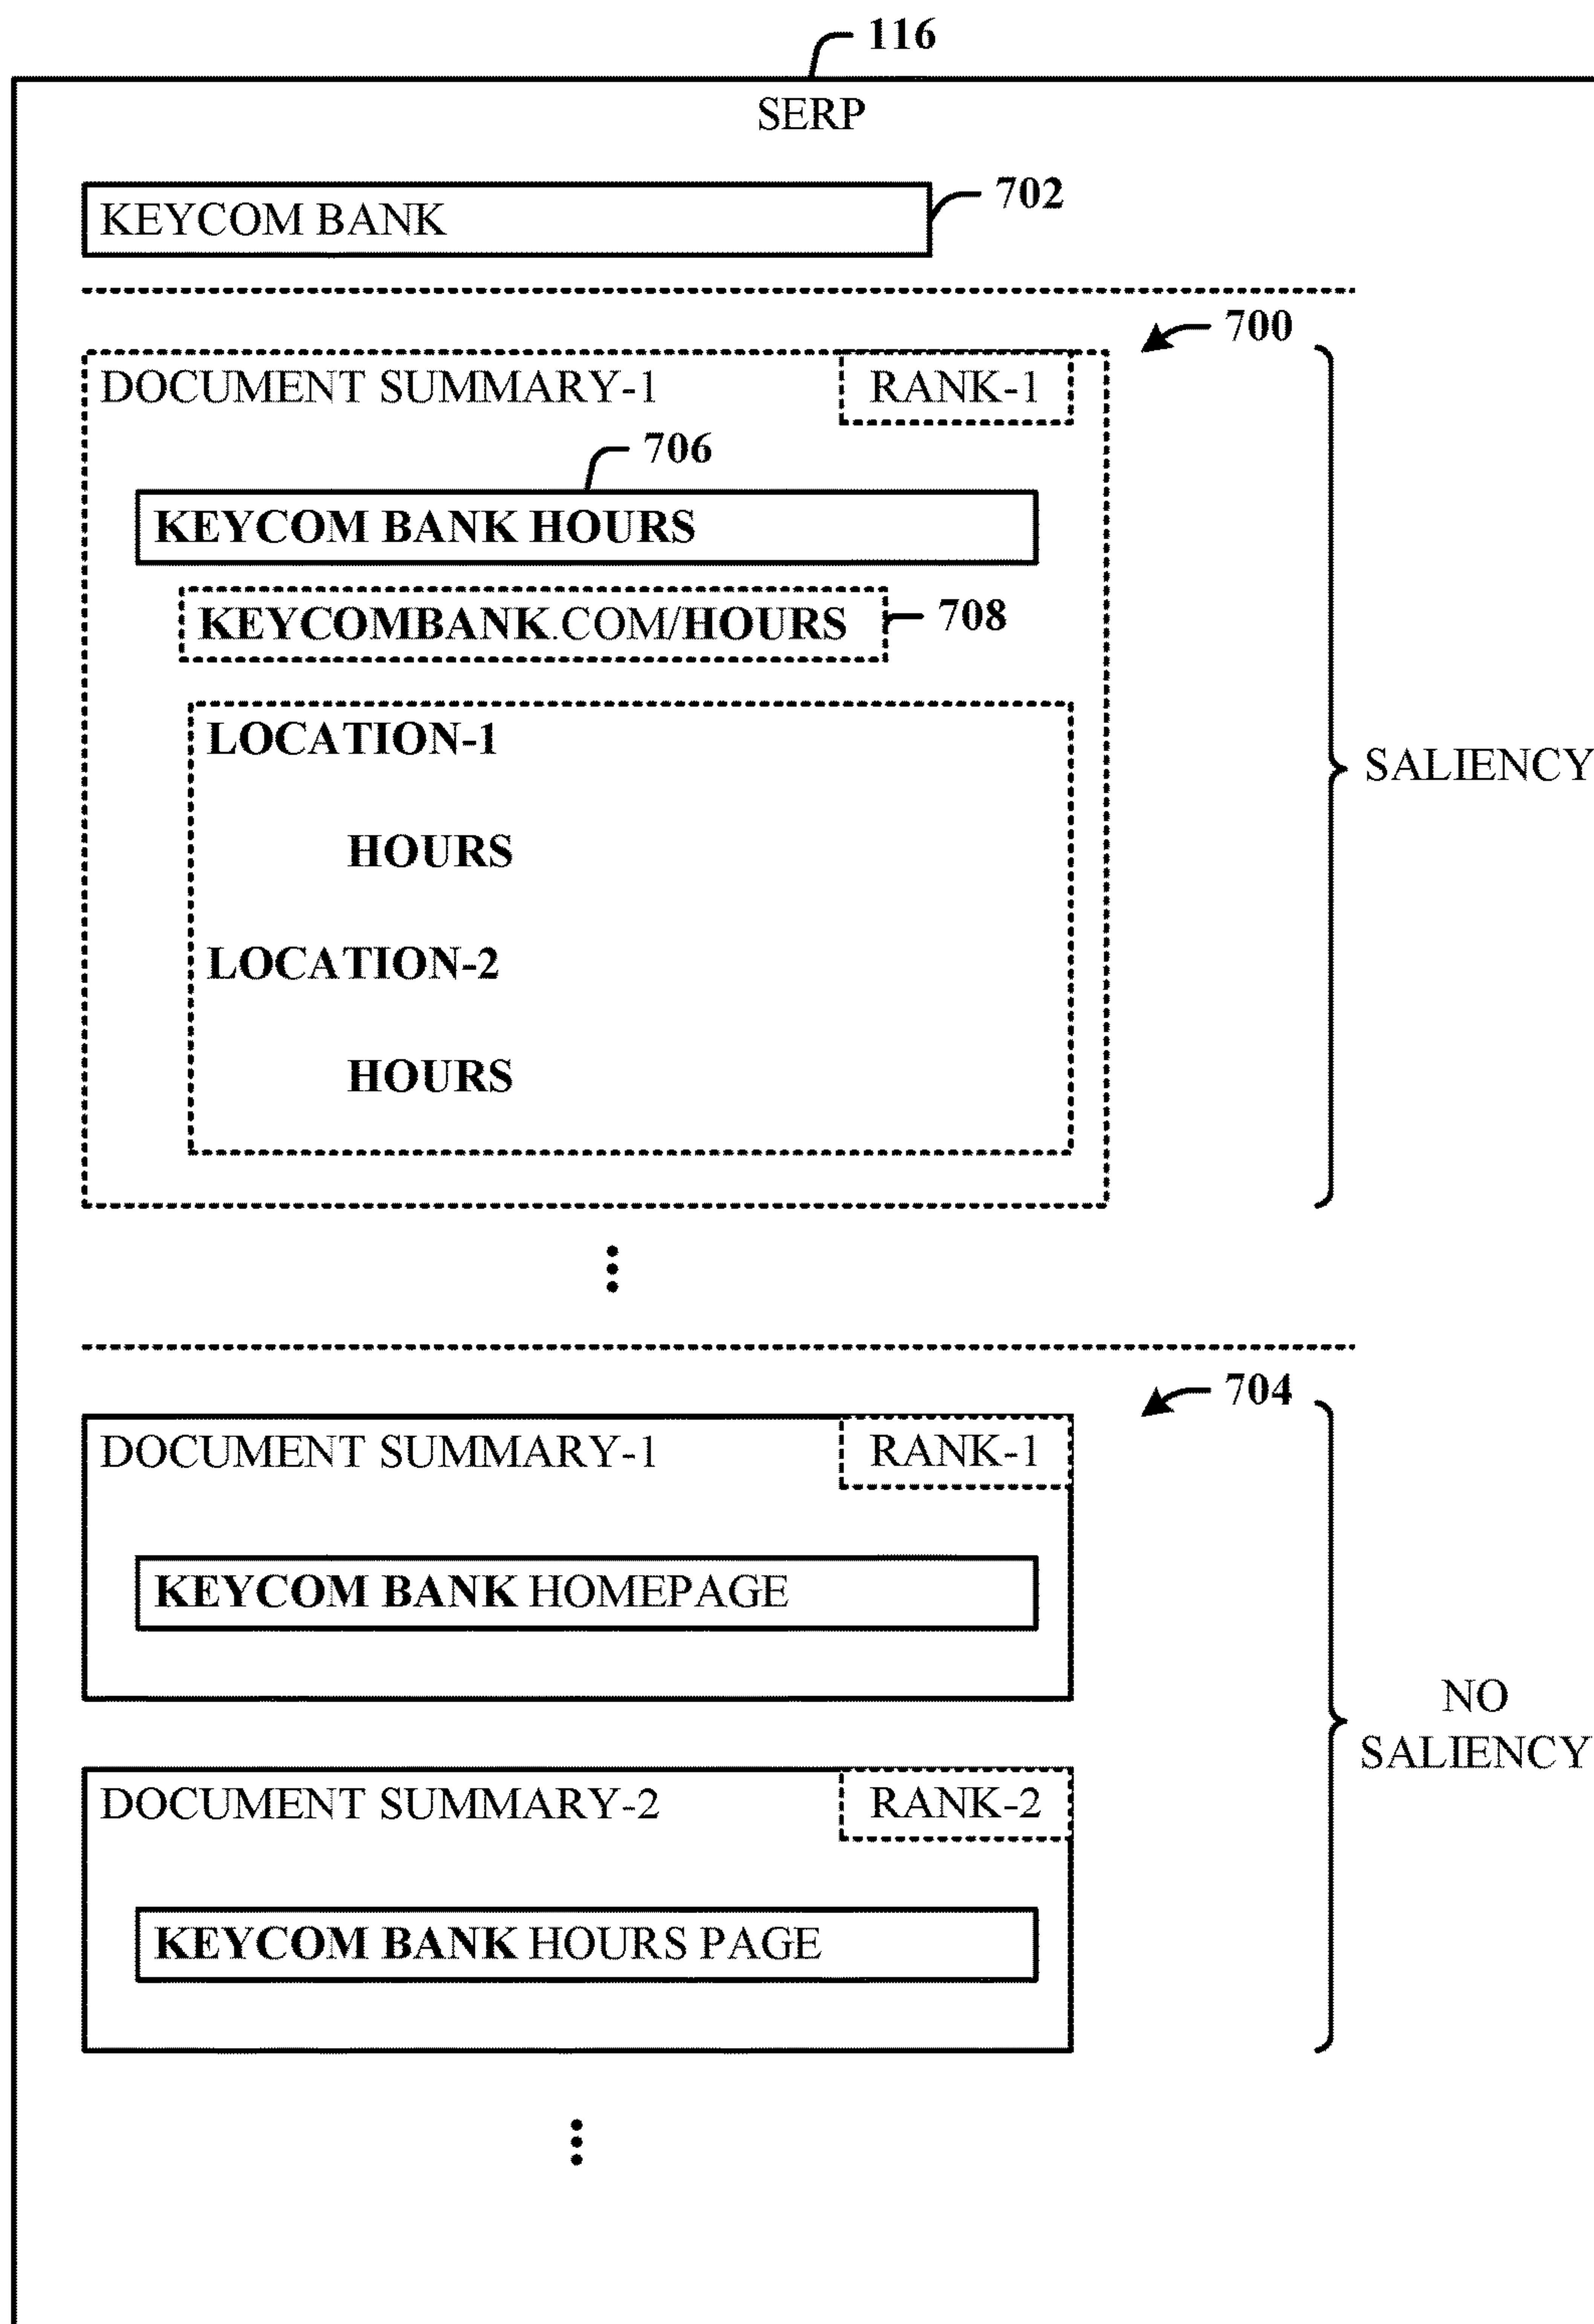 116
SERP
KEYCOM BANK
702
700
DOCUMENT SUMMARY-1
RANK-1
706
KEYCOM BANK HOURS
KEYCOMBANK.COM/HOURS
708
LOCATION-1
SALIENCY
HOURS
LOCATION-2
HOURS
704
DOCUMENT SUMMARY-1
RANK-1
KEYCOM BANK HOMEPAGE
NO
SALIENCY
DOCUMENT SUMMARY-2
RANK-2
KEYCOM BANK HOURS PAGE